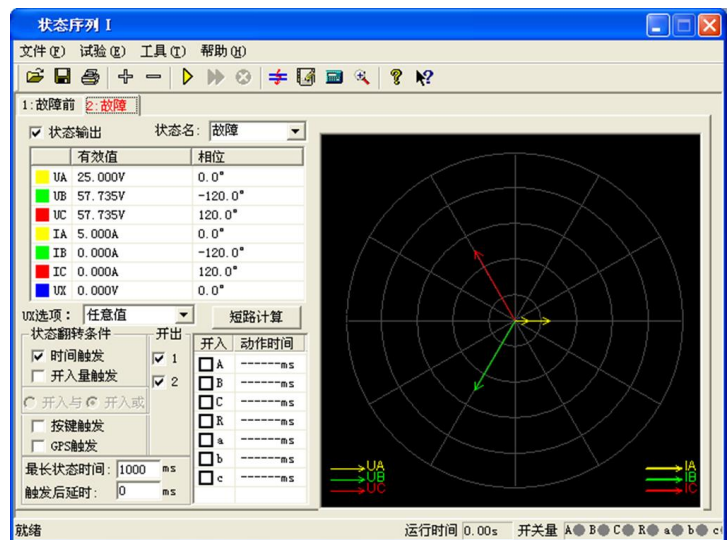 状态序列 I
文件(F) 试验(E) 工具(T) 帮助(H)
1:故障前 2:故障
状态输出 状态名: 故障
有效值 相位
UA 25.000V 0.0°
UB 57.735V -120.0°
UC 57.735V 120.0°
IA 5.000A 0.0°
IB 0.000A -120.0°
IC 0.000A 120.0°
UX 0.000V 0.0°
UX选项: 任意值 短路计算
状态翻转条件 开出
时间触发 1
开入量触发 2
开入与 开入或
按键触发
GPS触发
最长状态时间: 1000 ms
触发后延时: 0 ms
开入 动作时间
A ------ms
B ------ms
C ------ms
R ------ms
a ------ms
b ------ms
c ------ms
UA
UB
UC
IA
IB
IC
就绪 运行时间 0.00s 开关量 A B C R a b c